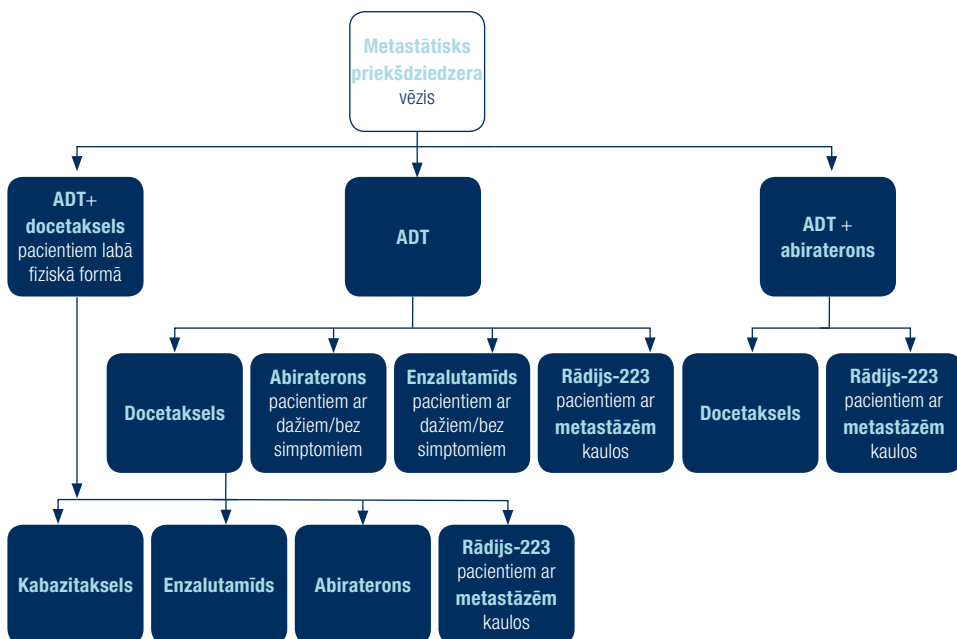 Metastātisks
priekšdziedzera
vēzis
ADT+
docetaksels
pacientiem labā
fiziskā formā
ADT
ADT +
abiraterons
Docetaksels
Abiraterons
pacientiem ar
dažiem/bez
simptomiem
Enzalutamīds
pacientiem ar
dažiem/bez
simptomiem
Rādijs-223
pacientiem ar
metastāzēm
kaulos
Docetaksels
Rādijs-223
pacientiem ar
metastāzēm
kaulos
Kabazitaksels
Enzalutamīds
Abiraterons
Rādijs-223
pacientiem ar
metastāzēm
kaulos